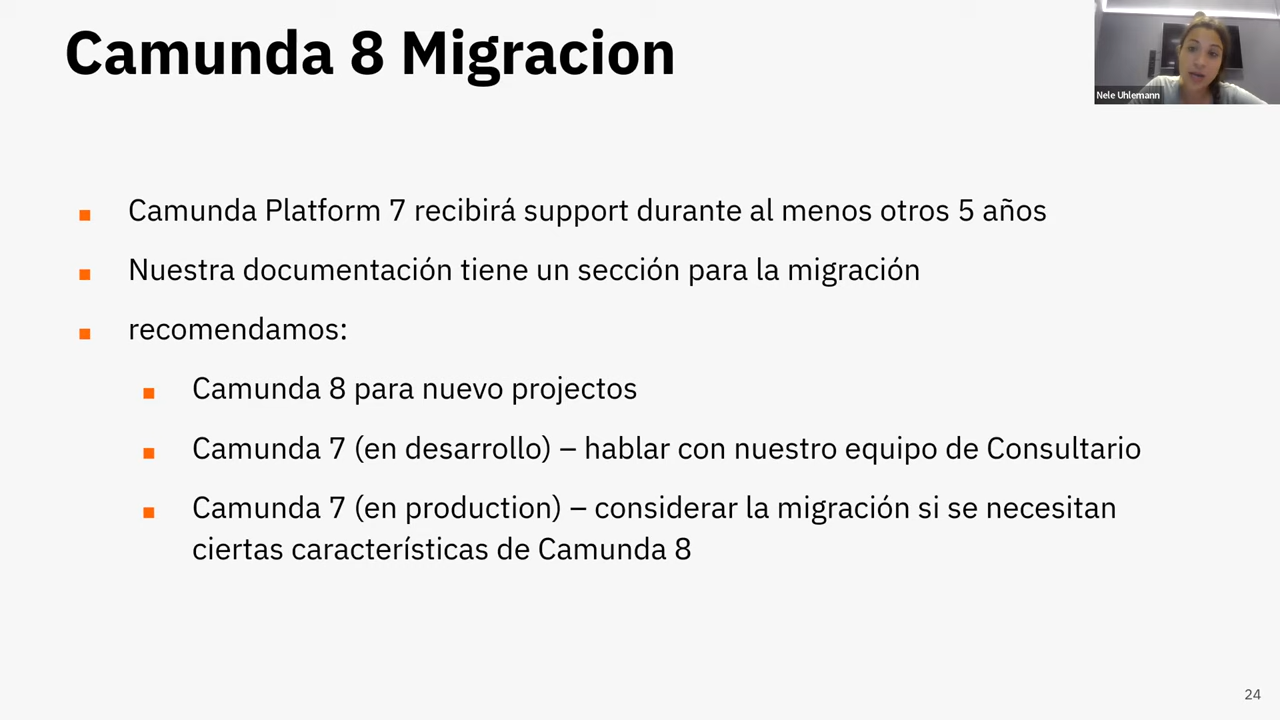 Camunda 8 Migracion
Nele Uhlemann
Camunda Platform 7 recibirá support durante al menos otros 5 años
Nuestra documentación tiene un sección para la migración
recomendamos:
Camunda 8 para nuevo projectos
Camunda 7 (en desarrollo) – hablar con nuestro equipo de Consultario
Camunda 7 (en production) – considerar la migración si se necesitan
ciertas características de Camunda 8
24